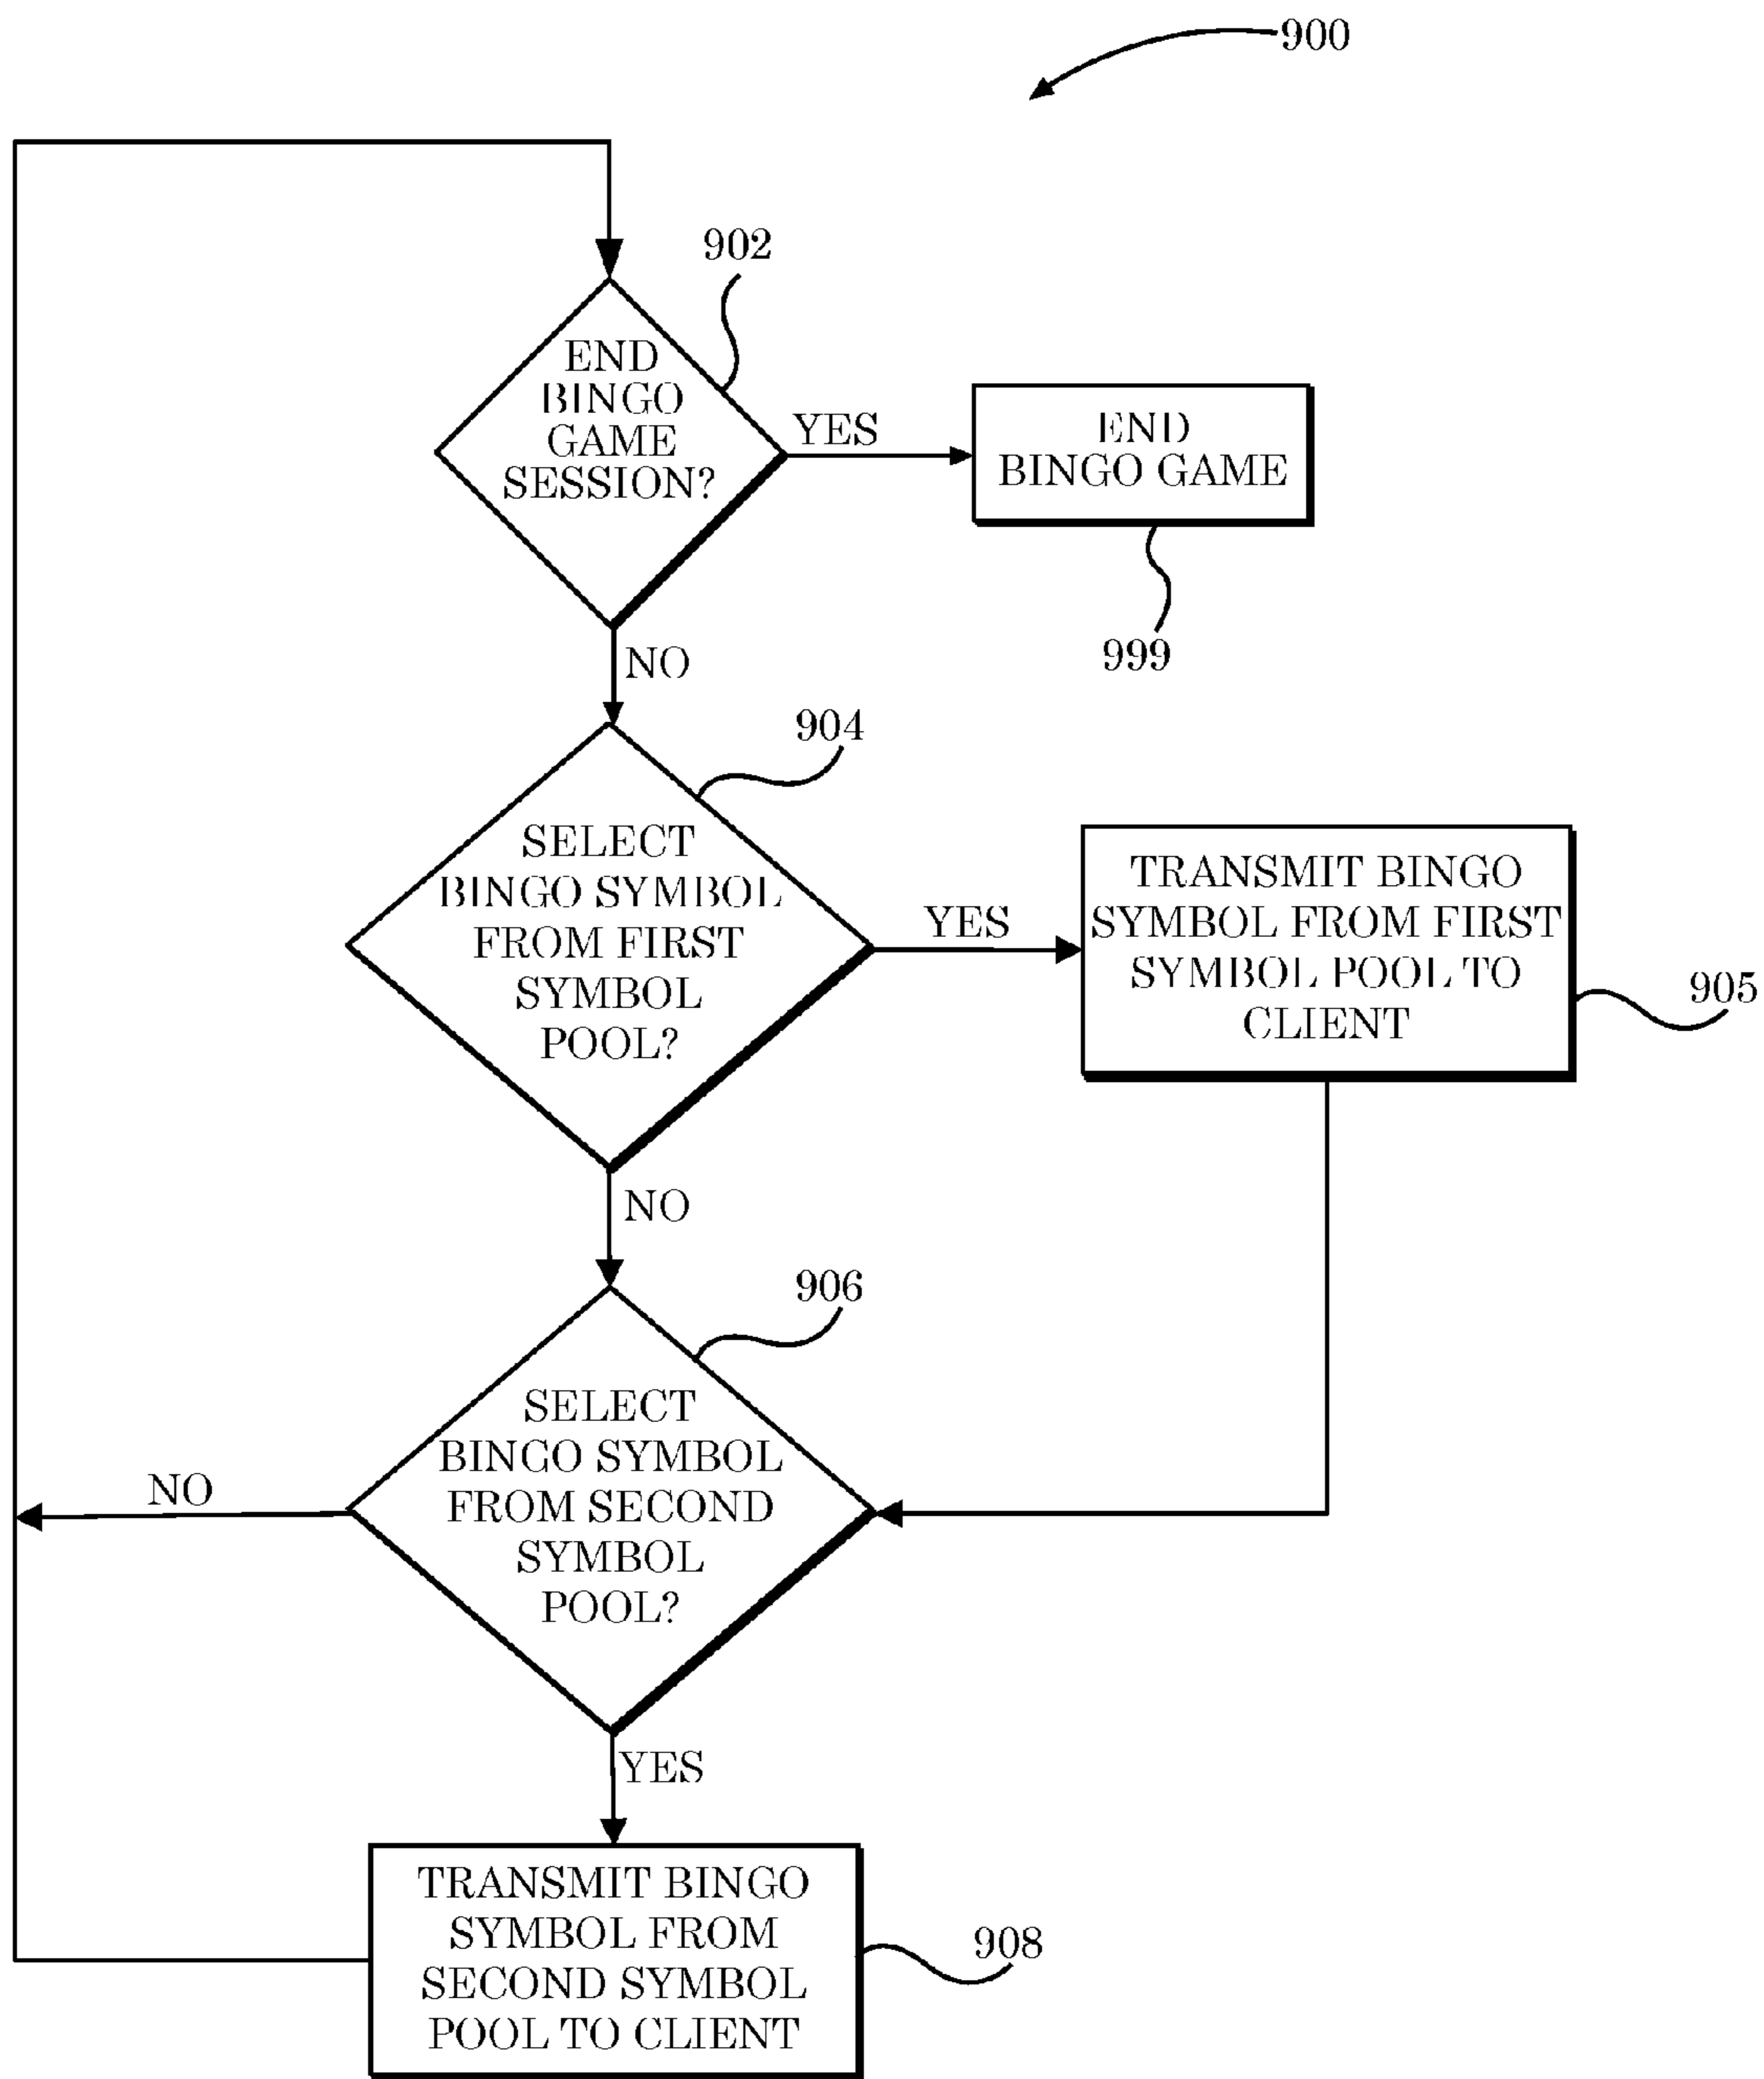 900
902
END
BINGO
GAME
SESSION?
YES
END
BINGO GAME
999
NO
904
SELECT
BINGO SYMBOL
FROM FIRST
SYMBOL
POOL?
YES
TRANSMIT BINGO
SYMBOL FROM FIRST
SYMBOL POOL TO
CLIENT
905
NO
906
SELECT
BINGO SYMBOL
FROM SECOND
SYMBOL
POOL?
NO
YES
TRANSMIT BINGO
SYMBOL FROM
SECOND SYMBOL
POOL TO CLIENT
908